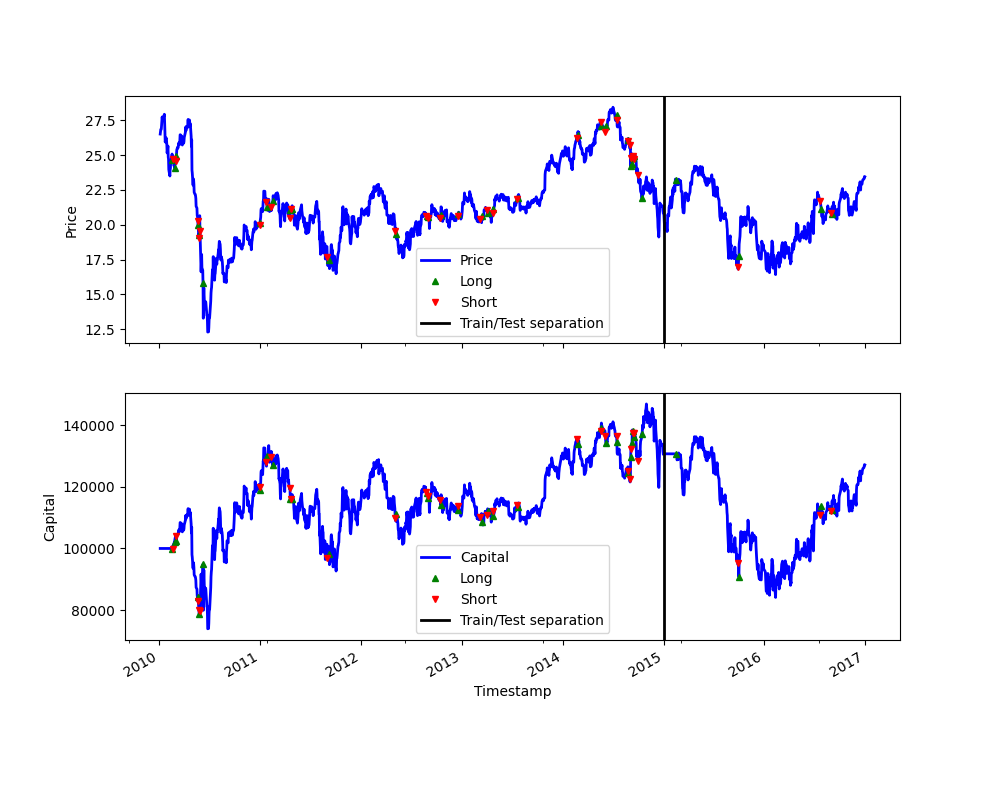 27.5
25.0
22.5
20.0
17.5
15.0
12.5
Price
Price
Long
Short
Train/Test separation
140000
120000
100000
80000
Capital
Capital
Long
Short
Train/Test separation
2010
2011
2012
2013
2014
2015
2016
2017
Timestamp